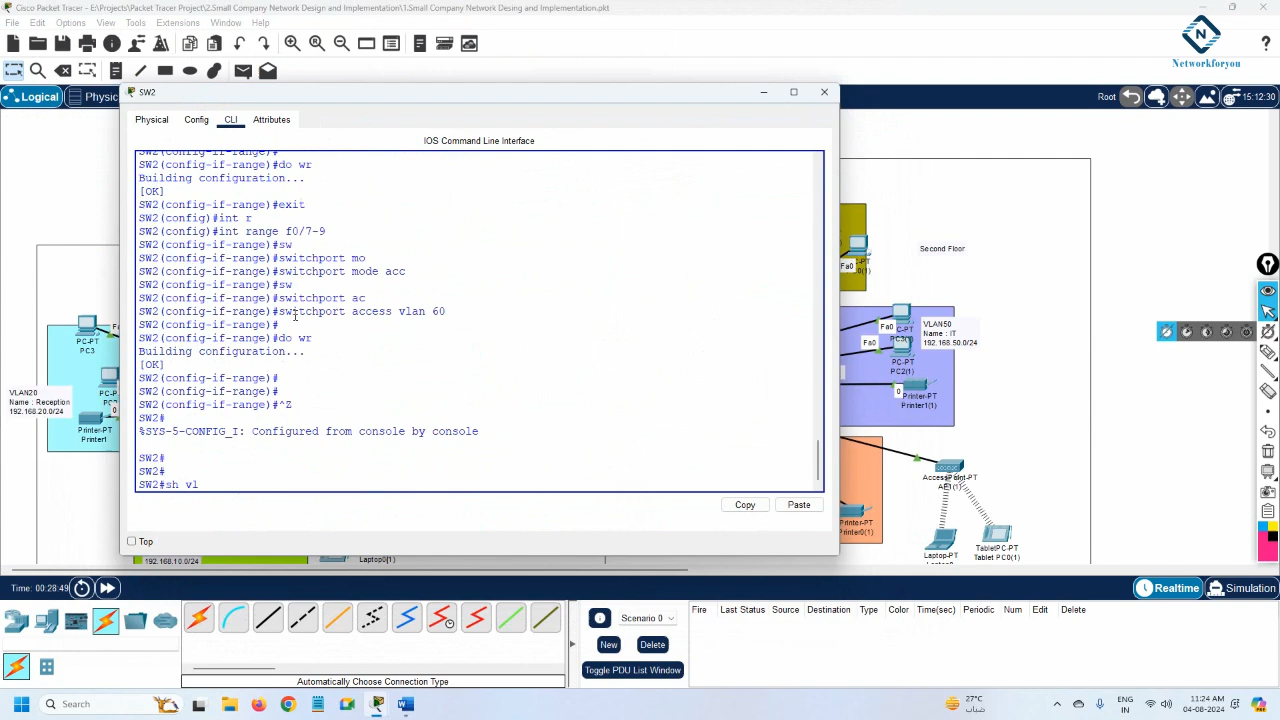 Cisco Packet Tracer - E:\Projects\Packet Tracer Project\2.Small Company Network Design and Implementation\1.Small Company Network Desing and Implementation.pkt
File Edit Options View Tools Extensions Window Help
Networkforyou
Logical
Physic
Root
15:12:30
SW2
Physical Config CLI Attributes
IOS Command Line Interface
SW2(config-if-range)#
SW2(config-if-range)#do wr
Building configuration...
[OK]
SW2(config-if-range)#exit
SW2(config)#int r
SW2(config)#int range f0/7-9
SW2(config-if-range)#sw
SW2(config-if-range)#switchport mo
SW2(config-if-range)#switchport mode acc
SW2(config-if-range)#sw
SW2(config-if-range)#switchport ac
SW2(config-if-range)#switchport access vlan 60
SW2(config-if-range)#
SW2(config-if-range)#do wr
Building configuration...
[OK]
SW2(config-if-range)#
SW2(config-if-range)#
SW2(config-if-range)#^Z
SW2#
%SYS-5-CONFIG_I: Configured from console by console
SW2#
SW2#
SW2#sh vl
Copy Paste
Top
PC-PT
PC3
VLAN20
Name : Reception
192.168.20.0/24
Printer-PT
Printer1
192.168.10.0/24
Laptop0(1)
Second Floor
Fa0
PC-PT
Fa0
PC-PT
PC2(1)
VLAN50
Name : IT
192.168.50.0/24
0
Printer-PT
Printer1(1)
AccessPoint-PT
Printer-PT
Printer0(1)
Laptop-PT
TabletPC-PT
Tablet PC0(1)
Time: 00:28:49
Realtime
Simulation
Scenario 0
New Delete
Toggle PDU List Window
Fire Last Status Source Destination Type Color Time(sec) Periodic Num Edit Delete
Automatically Choose Connection Type
Search
27°C
ضباب
ENG
IN
11:24 AM
04-08-2024